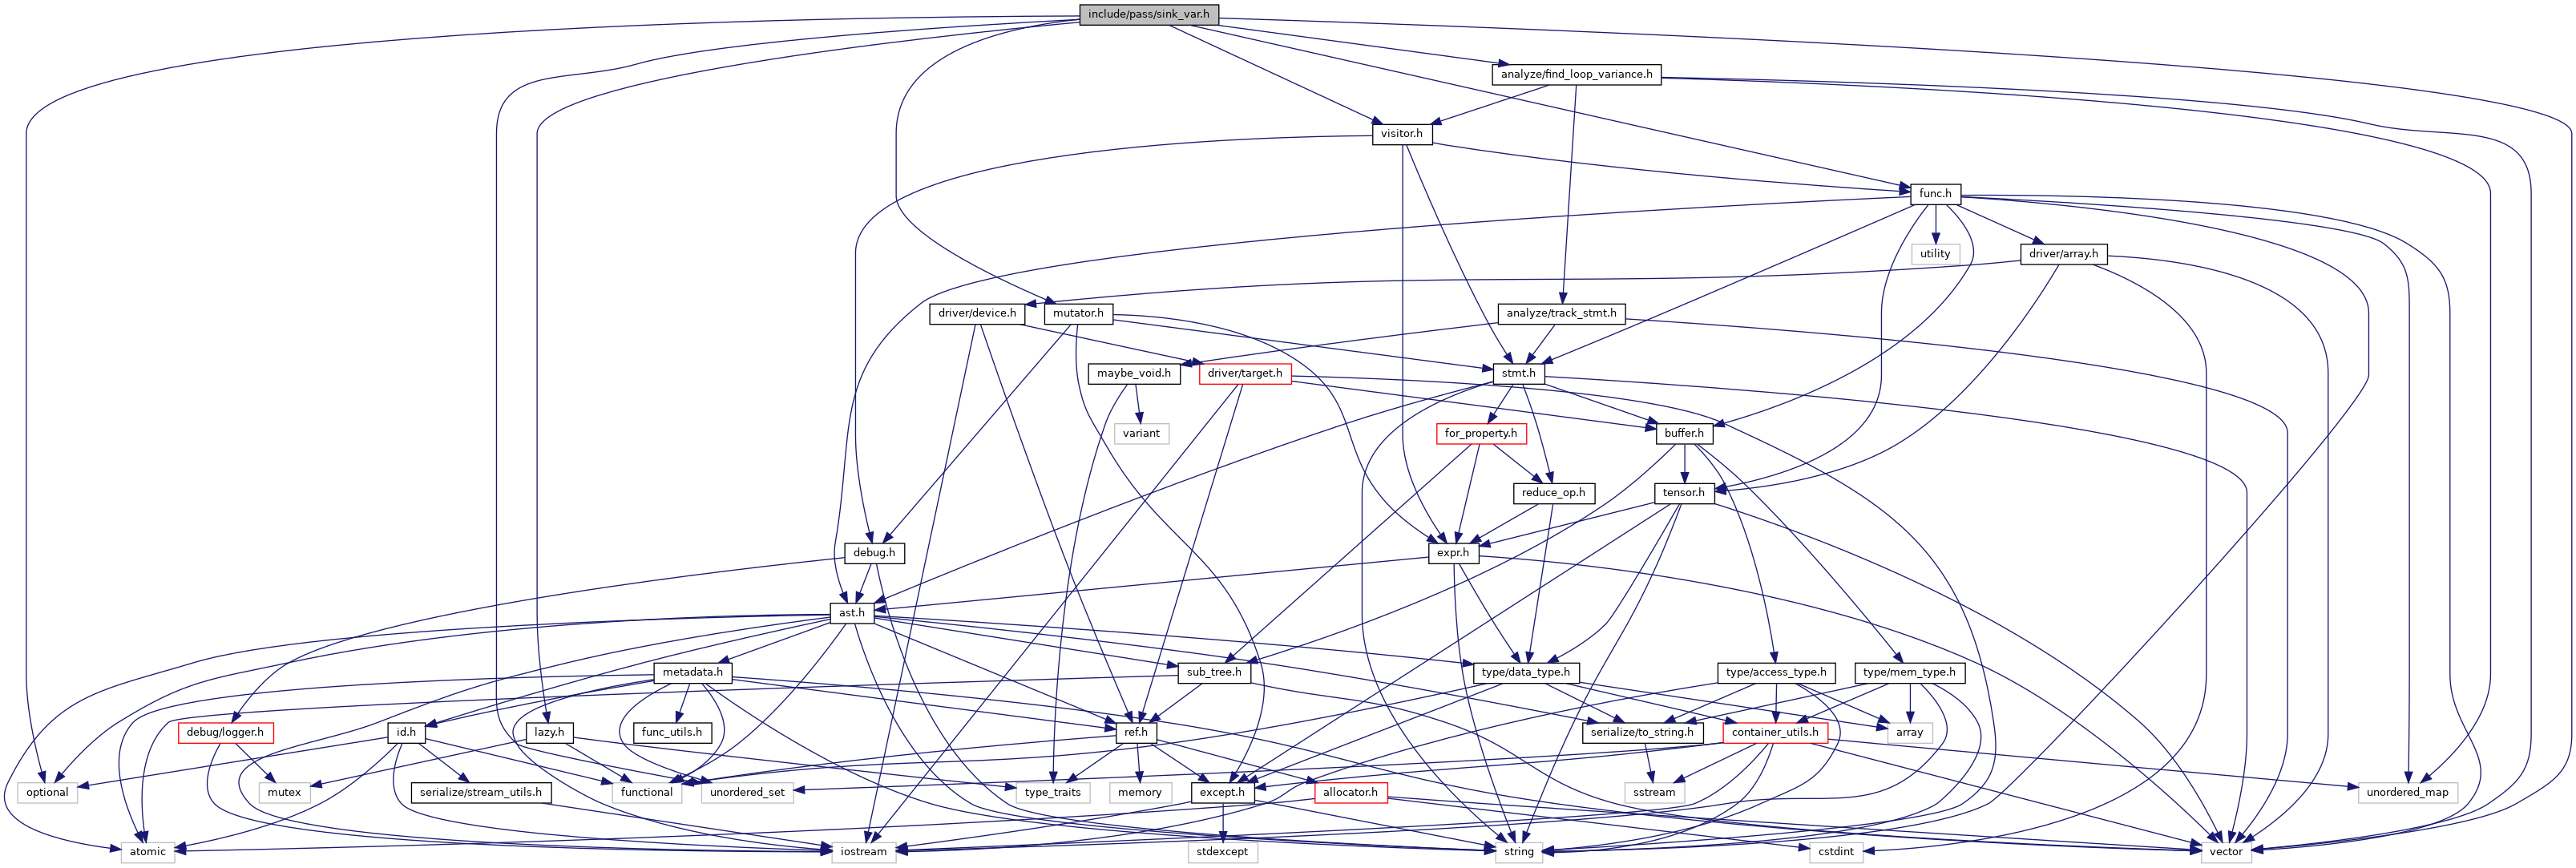 include/pass/sink_var.h
analyze/find_loop_variance.h
visitor.h
func.h
utility
driver/array.h
driver/device.h
mutator.h
analyze/track_stmt.h
maybe_void.h
driver/target.h
stmt.h
variant
for_property.h
buffer.h
reduce_op.h
tensor.h
debug.h
expr.h
ast.h
metadata.h
sub_tree.h
type/data_type.h
type/access_type.h
type/mem_type.h
debug/logger.h
id.h
lazy.h
func_utils.h
ref.h
serialize/to_string.h
container_utils.h
array
optional
mutex
serialize/stream_utils.h
functional
unordered_set
type_traits
memory
except.h
allocator.h
sstream
unordered_map
atomic
iostream
stdexcept
string
cstdint
vector